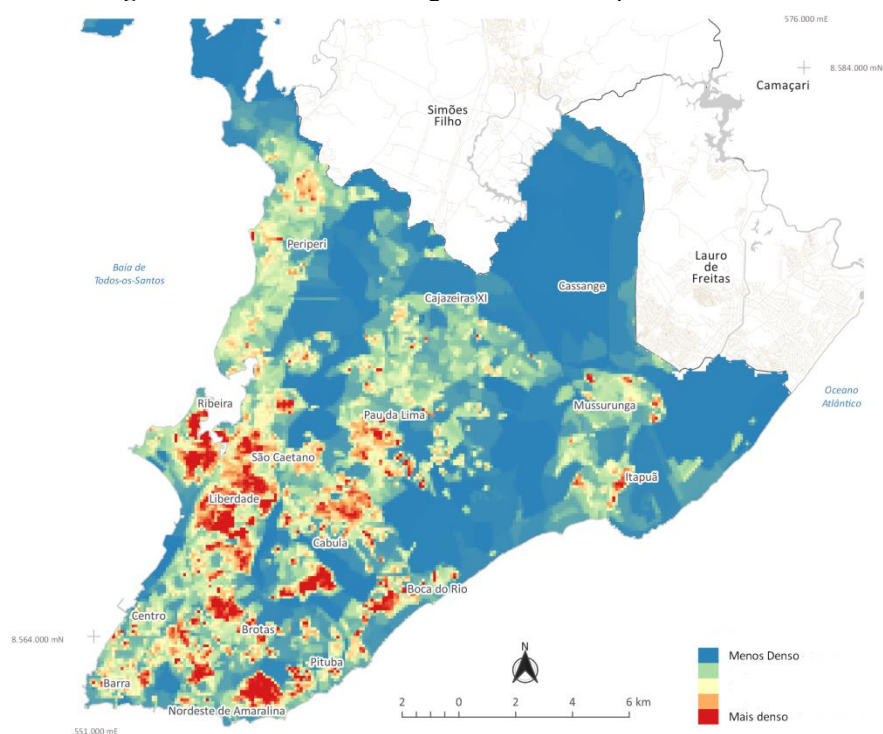 576.000 mE
8.584.000 mN
Camaçari
Simões
Filho
Periperi
Baía de
Todos-os-Santos
Lauro
de
Freitas
Cassange
Cajazeiras XI
Oceano
Atlântico
Ribeira
Mussurunga
Pau da Lima
São Caetano
Itapuã
Liberdade
Cabula
Boca do Rio
Centro
8.564.000 mN
Brotas
N
Pituba
Menos Denso
Barra
2 0 2 4 6 km
Nordeste de Amaralina
Mais denso
551.000 mE